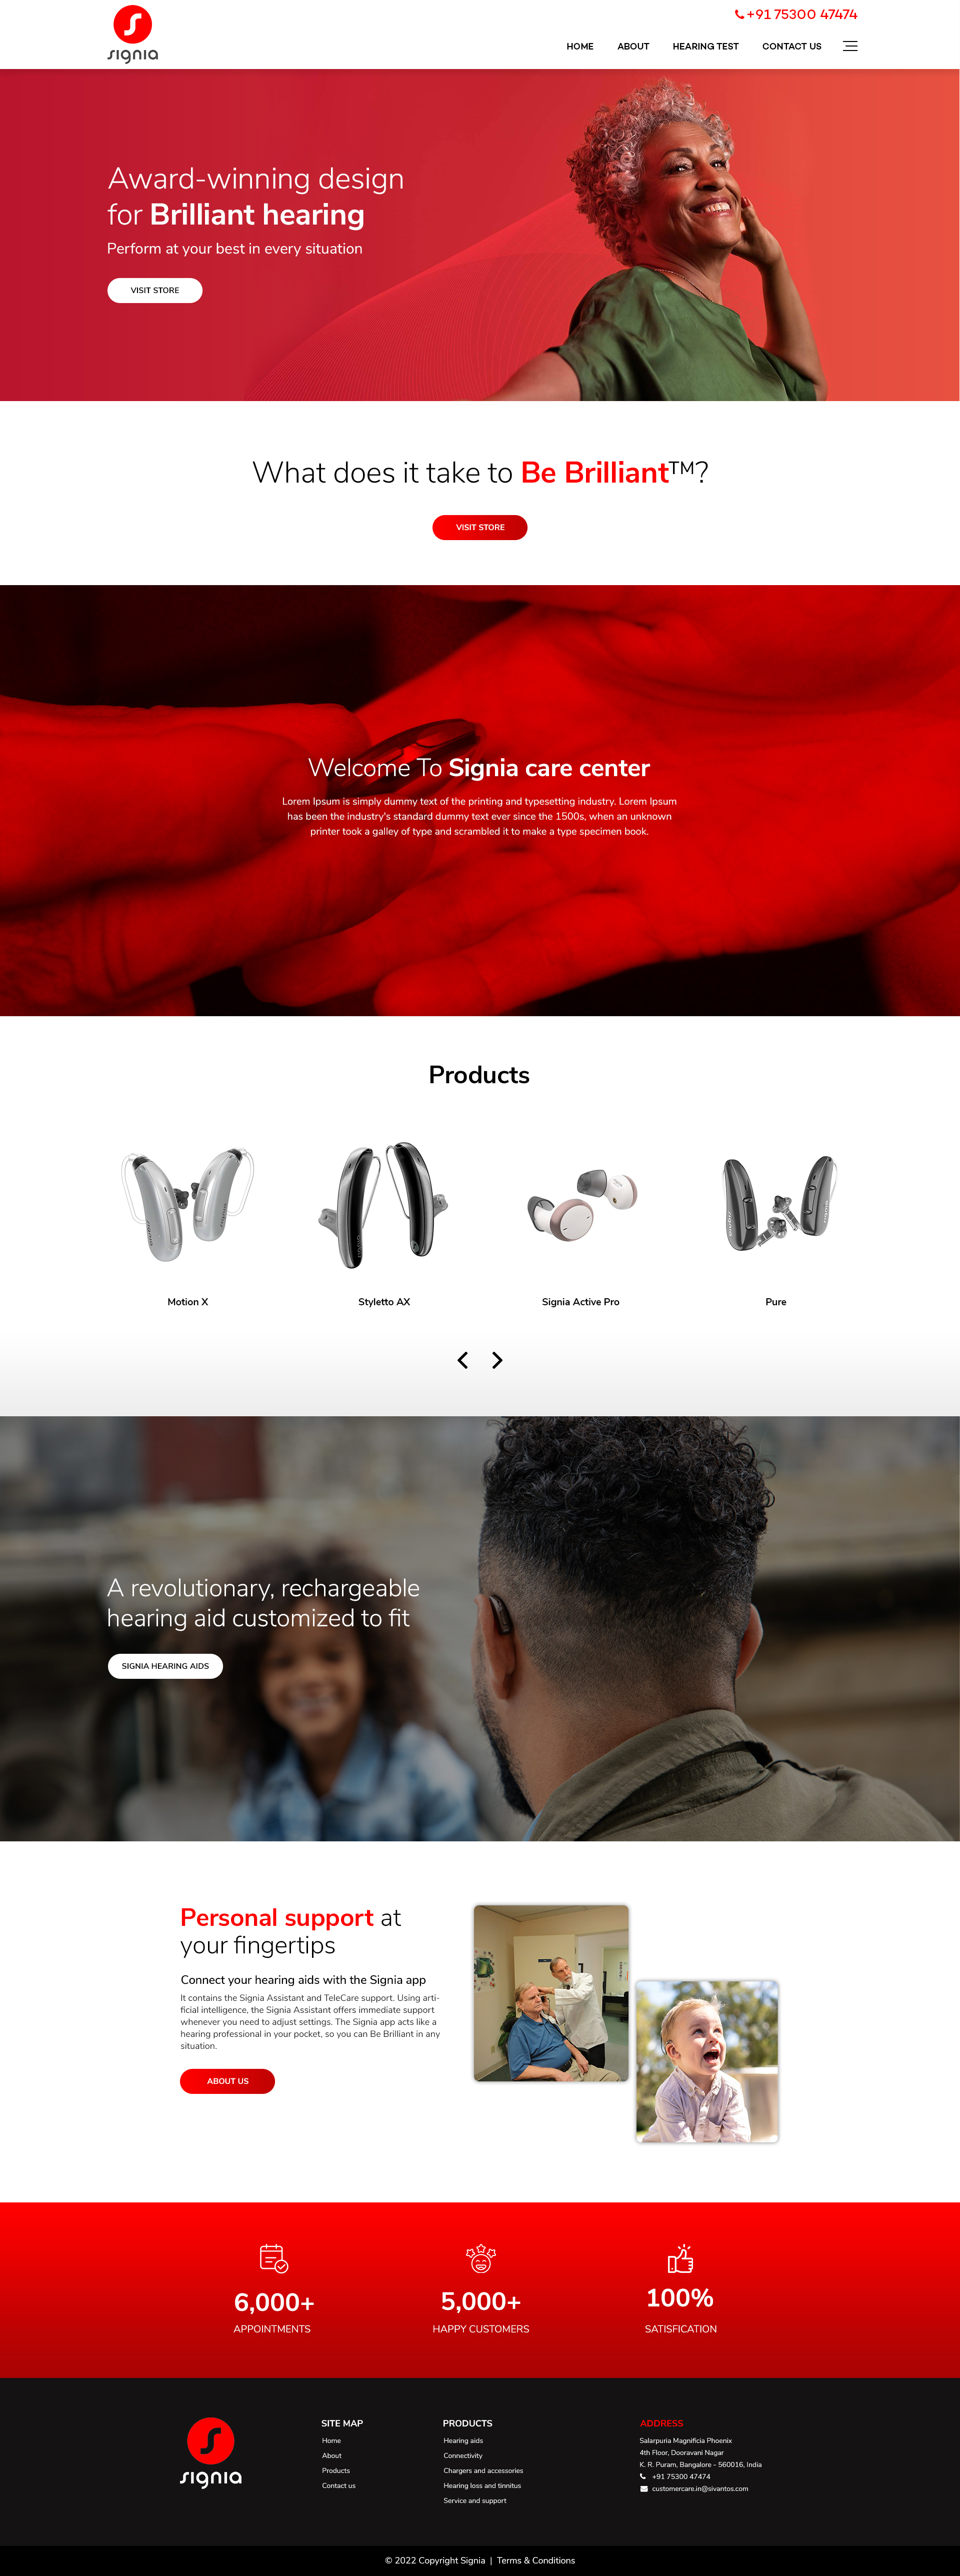 signia
+91 75300 47474
HOME ABOUT HEARING TEST CONTACT US
Award-winning design
for Brilliant hearing
Perform at your best in every situation
VISIT STORE
What does it take to Be Brilliant™?
VISIT STORE
Welcome To Signia care center
Lorem Ipsum is simply dummy text of the printing and typesetting industry. Lorem Ipsum
has been the industry's standard dummy text ever since the 1500s, when an unknown
printer took a galley of type and scrambled it to make a type specimen book.
Products
Motion X
Styletto AX
Signia Active Pro
Pure
A revolutionary, rechargeable
hearing aid customized to fit
SIGNIA HEARING AIDS
Personal support at
your fingertips
Connect your hearing aids with the Signia app
It contains the Signia Assistant and TeleCare support. Using arti-
ficial intelligence, the Signia Assistant offers immediate support
whenever you need to adjust settings. The Signia app acts like a
hearing professional in your pocket, so you can Be Brilliant in any
situation.
ABOUT US
6,000+
APPOINTMENTS
5,000+
HAPPY CUSTOMERS
100%
SATISFICATION
signia
SITE MAP
Home
About
Products
Contact us
PRODUCTS
Hearing aids
Connectivity
Chargers and accessories
Hearing loss and tinnitus
Service and support
ADDRESS
Salarpuria Magnificia Phoenix
4th Floor, Dooravani Nagar
K. R. Puram, Bangalore - 560016, India
+91 75300 47474
customercare.in@sivantos.com
© 2022 Copyright Signia | Terms & Conditions